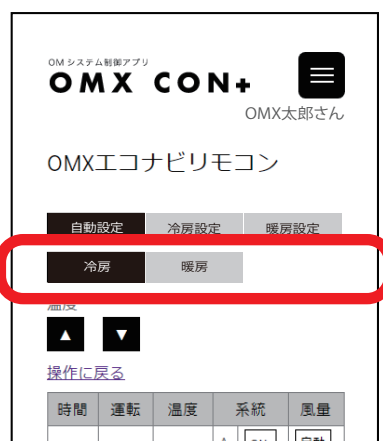 OMシステム制御アプリ
OMX CON+
OMX太郎さん
OMXエコナビリモコン
自動設定 冷房設定 暖房設定
冷房 暖房
温度
▲ ▼
操作に戻る
時間 運転 温度 系統 風量